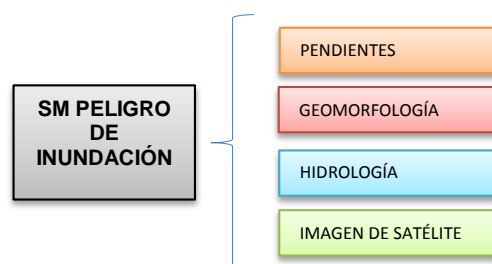 SM PELIGRO
DE
INUNDACIÓN
PENDIENTES
GEOMORFOLOGÍA
HIDROLOGÍA
IMAGEN DE SATÉLITE